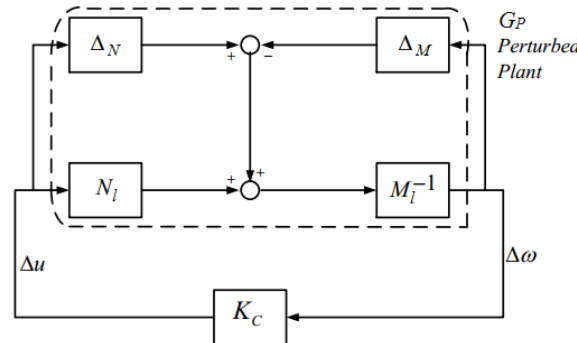 Δ_N
+
−
Δ_M
G_P
Perturbed
Plant
N_l
+
+
M_l^{−1}
Δu
Δω
K_C